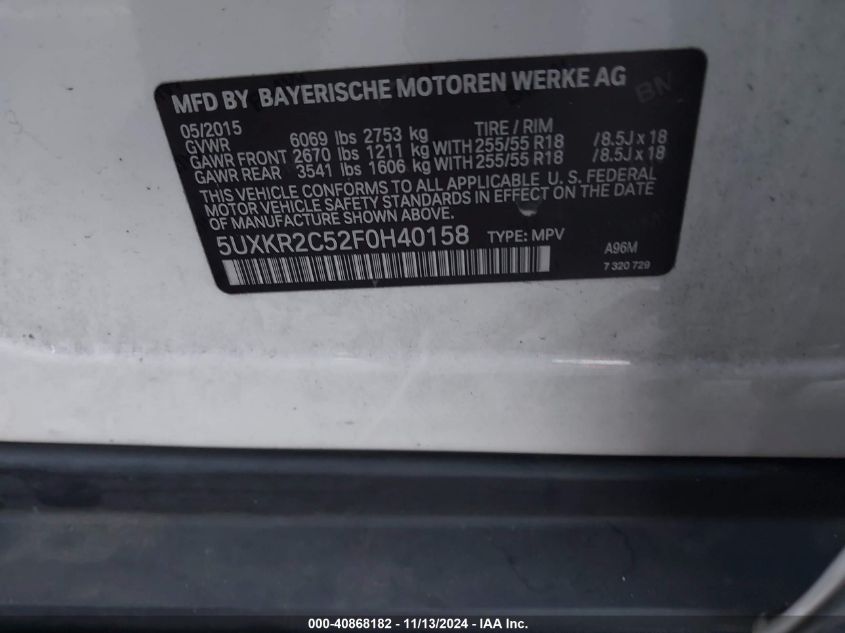 MFD BY BAYERISCHE MOTOREN WERKE AG
05/2015 TIRE / RIM
GVWR 6069 lbs 2753 kg
GAWR FRONT 2670 lbs 1211 kg WITH 255/55 R18 /8.5J x 18
GAWR REAR 3541 lbs 1606 kg WITH 255/55 R18 /8.5J x 18
THIS VEHICLE CONFORMS TO ALL APPLICABLE U. S. FEDERAL
MOTOR VEHICLE SAFETY STANDARDS IN EFFECT ON THE DATE
OF MANUFACTURE SHOWN ABOVE.
5UXKR2C52F0H40158 TYPE: MPV A96M
7 320 729
000-40868182 — 11/13/2024 — IAA Inc.